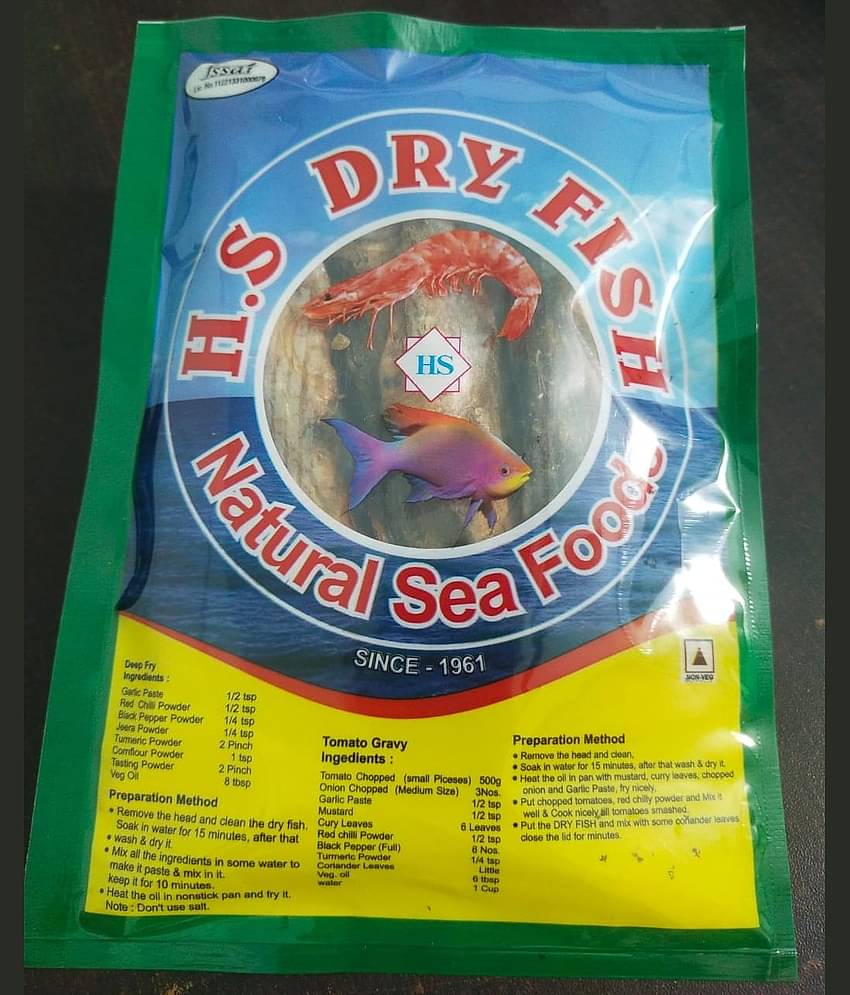 fssai
Lic. No.11221331000678
H.S DRY FISH
HS
Natural Sea Foods
SINCE - 1961
NON-VEG
Deep Fry
Ingredients :
Garlic Paste 1/2 tsp
Red Chilli Powder 1/2 tsp
Black Pepper Powder 1/4 tsp
Jeera Powder 1/4 tsp
Turmeric Powder 2 Pinch
Cornflour Powder 1 tsp
Tasting Powder 2 Pinch
Veg Oil 8 tbsp
Preparation Method
• Remove the head and clean the dry fish.
Soak in water for 15 minutes, after that
• wash & dry it.
• Mix all the ingredients in some water to
make it paste & mix in it.
keep it for 10 minutes.
• Heat the oil in nonstick pan and fry it.
Note : Don't use salt.
Tomato Gravy
Ingedients :
Tomato Chopped (small Piceses) 500g
Onion Chopped (Medium Size) 3Nos.
Garlic Paste 1/2 tsp
Mustard 1/2 tsp
Cury Leaves 6 Leaves
Red chilli Powder 1/2 tsp
Black Pepper (Full) 6 Nos.
Turmeric Powder 1/4 tsp
Coriander Leaves Little
Veg. oil 6 tbsp
water 1 Cup
Preparation Method
• Remove the head and clean,
• Soak in water for 15 minutes, after that wash & dry it.
• Heat the oil in pan with mustard, curry leaves, chopped
onion and Garlic Paste, fry nicely,
• Put chopped tomatoes, red chilly powder and Mix it
well & Cook nicely till tomatoes smashed.
• Put the DRY FISH and mix with some coriander leaves
close the lid for minutes.